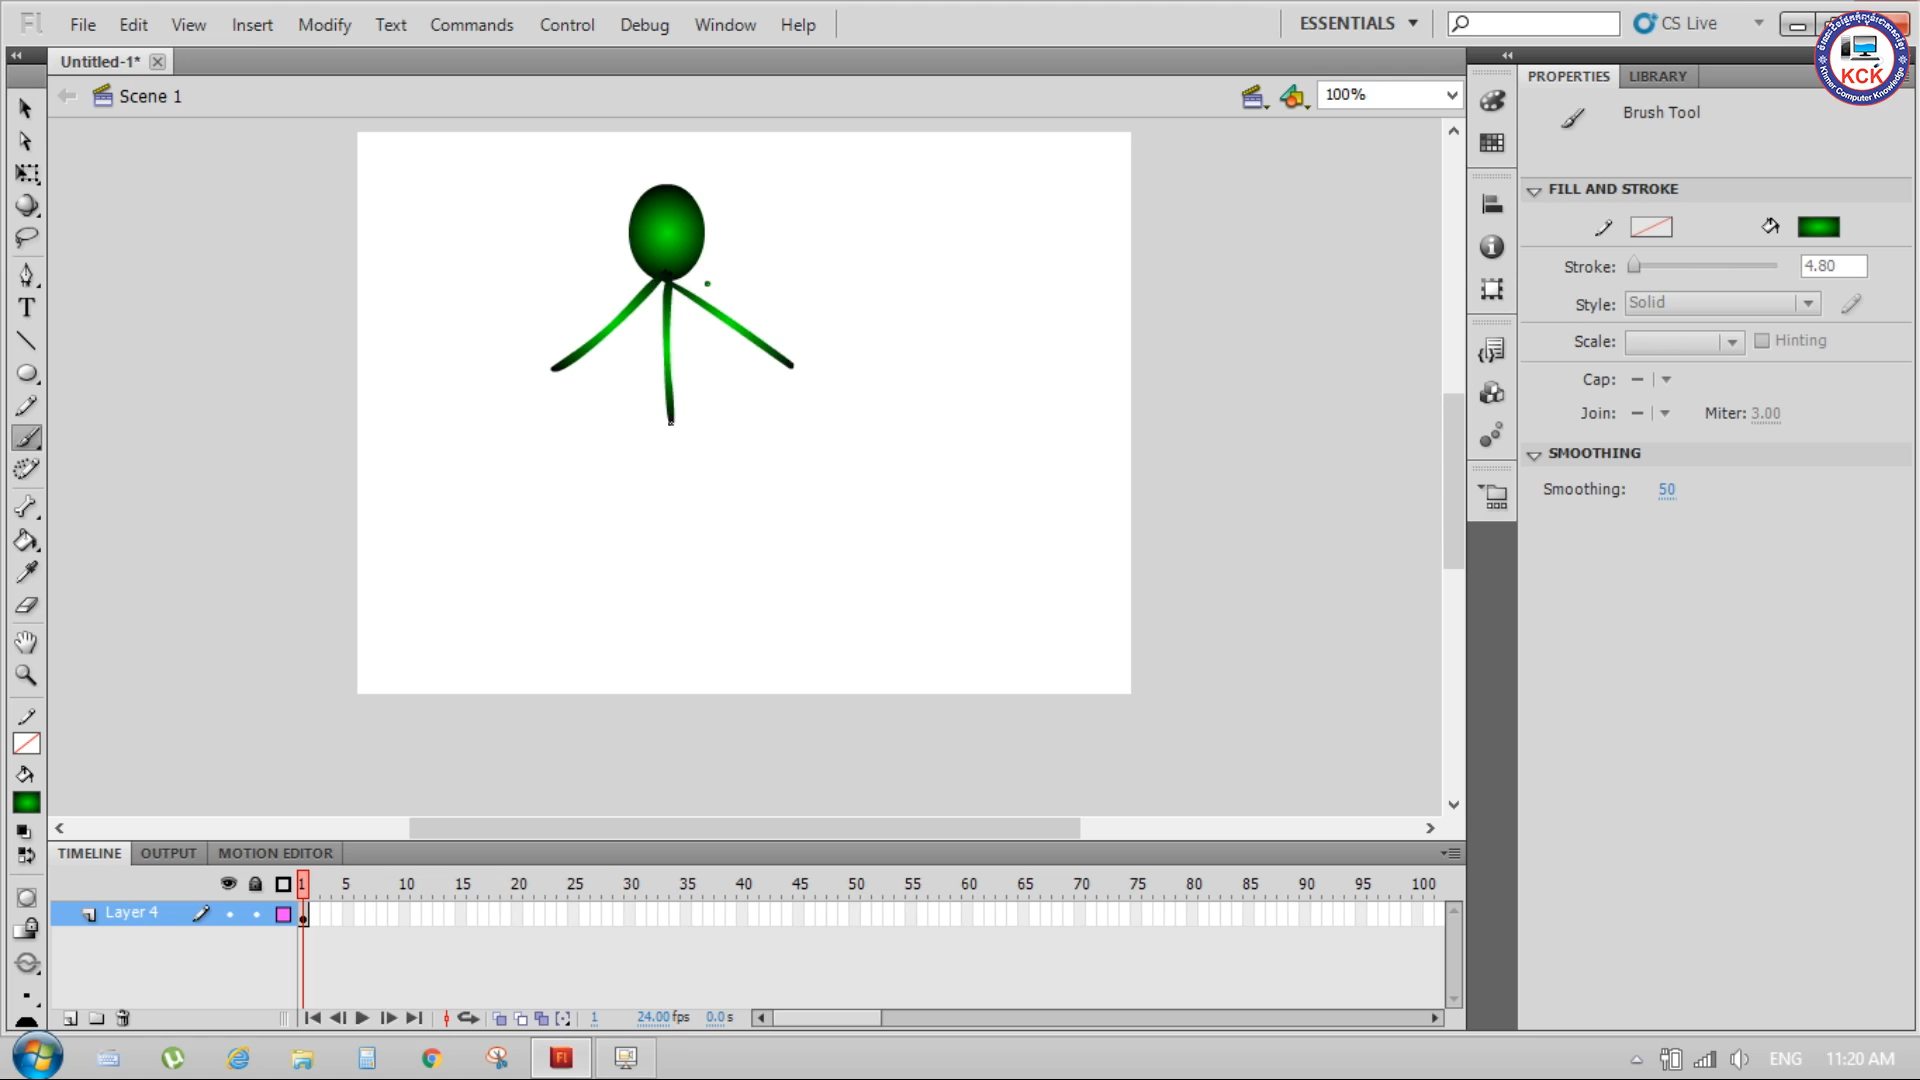 Fl File Edit View Insert Modify Text Commands Control Debug Window Help ESSENTIALS CS Live
Untitled-1*
Scene 1 100%
PROPERTIES LIBRARY
KCK
Khmer Computer Knowledge
Brush Tool
FILL AND STROKE
Stroke: 4.80
Style: Solid
Scale: Hinting
Cap:
Join: Miter: 3.00
SMOOTHING
Smoothing: 50
T
TIMELINE OUTPUT MOTION EDITOR
1 5 10 15 20 25 30 35 40 45 50 55 60 65 70 75 80 85 90 95 100
Layer 4
1 24.00 fps 0.0 s
Fl
ENG 11:20 AM